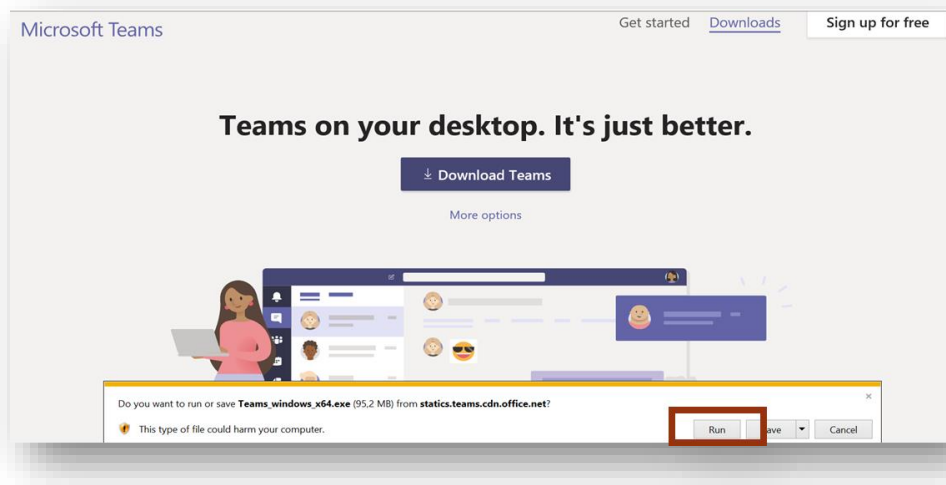 Microsoft Teams
Get started Downloads Sign up for free
Teams on your desktop. It's just better.
Download Teams
More options
Do you want to run or save Teams_windows_x64.exe (95,2 MB) from statics.teams.cdn.office.net?
This type of file could harm your computer.
Run ave Cancel